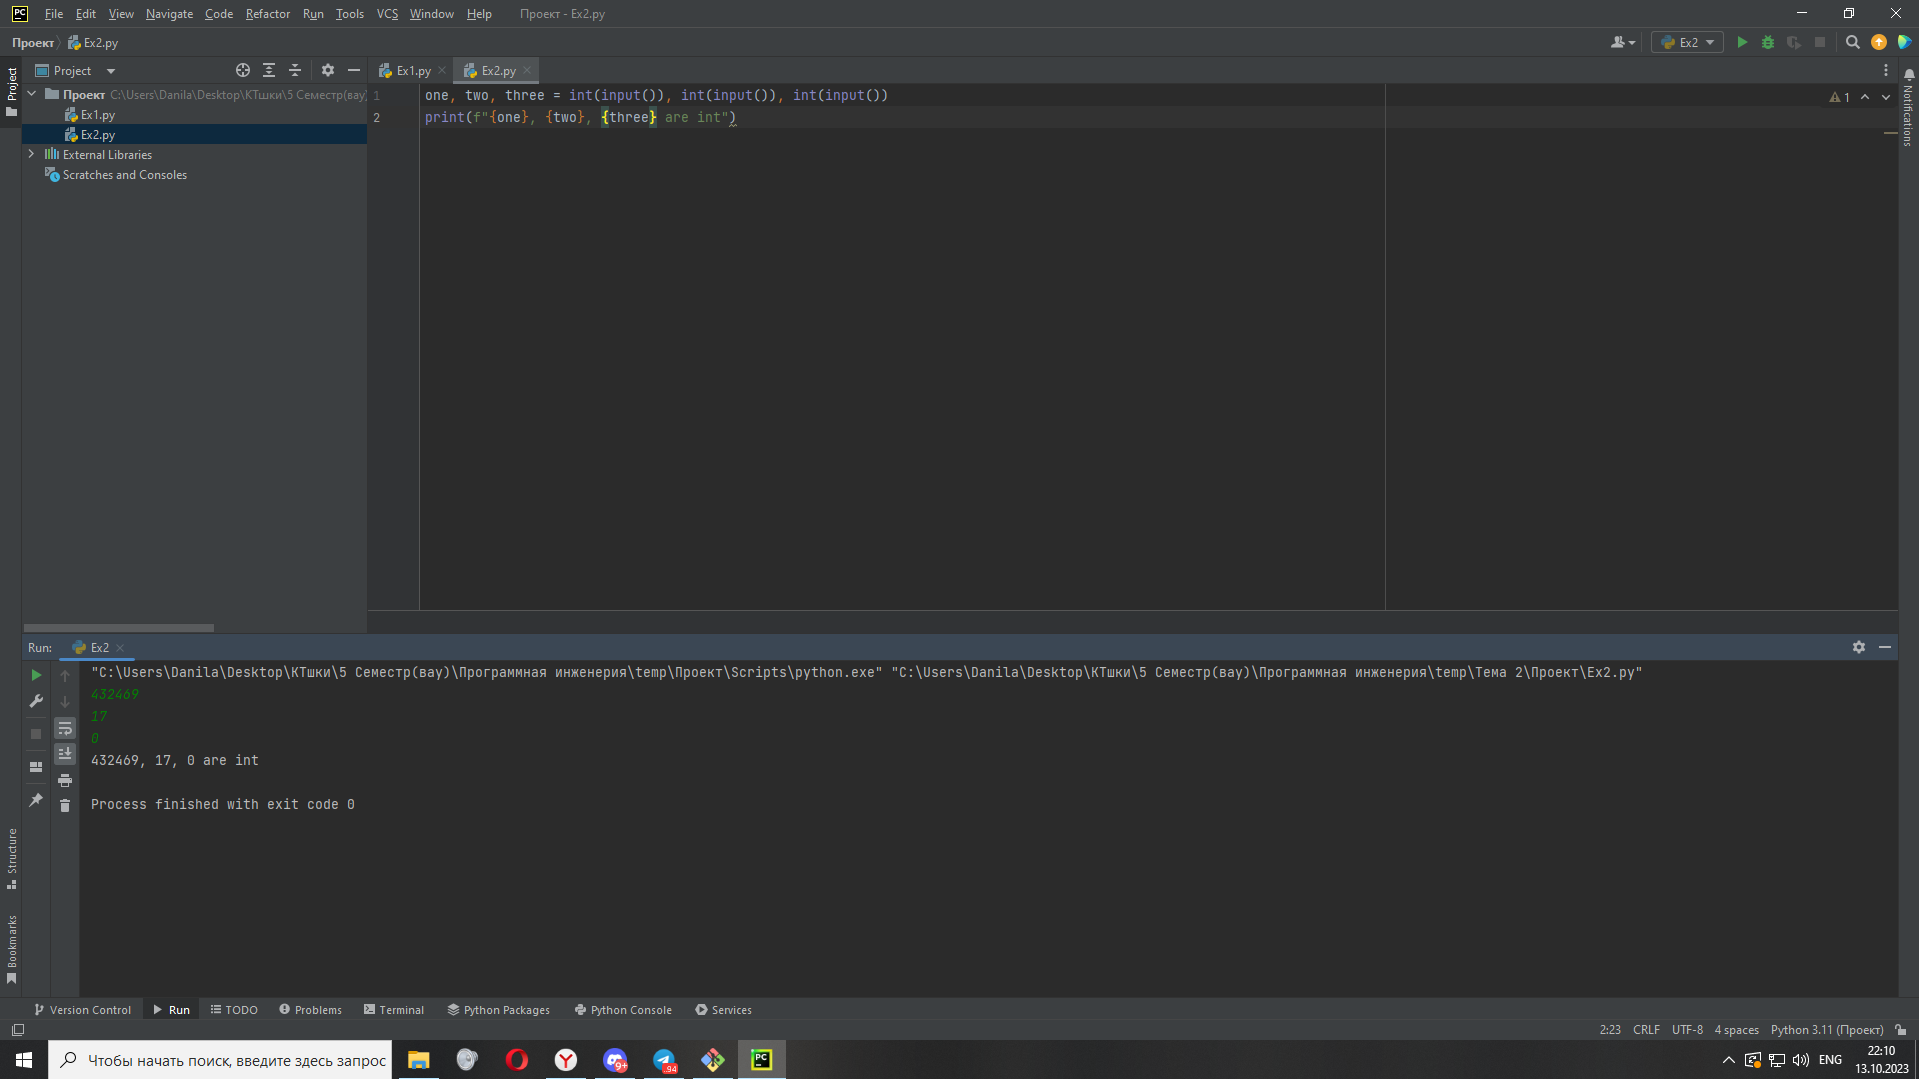 PC File Edit View Navigate Code Refactor Run Tools VCS Window Help Проект - Ex2.py
Проект Ex2.py Ex2
Project
Ex1.py Ex2.py
Project
Проект C:\Users\Danila\Desktop\КТшки\5 Семестр(вау)
Ex1.py
Ex2.py
External Libraries
Scratches and Consoles
1 one, two, three = int(input()), int(input()), int(input())
2 print(f"{one}, {two}, {three} are int")
1
Notifications
Run: Ex2
"C:\Users\Danila\Desktop\КТшки\5 Семестр(вау)\Программная инженерия\temp\Проект\Scripts\python.exe" "C:\Users\Danila\Desktop\КТшки\5 Семестр(вау)\Программная инженерия\temp\Тема 2\Проект\Ex2.py"
432469
17
0
432469, 17, 0 are int
Process finished with exit code 0
Structure
Bookmarks
Version Control Run TODO Problems Terminal Python Packages Python Console Services
2:23 CRLF UTF-8 4 spaces Python 3.11 (Проект)
Чтобы начать поиск, введите здесь запрос
9+
94
PC
ENG
22:10
13.10.2023